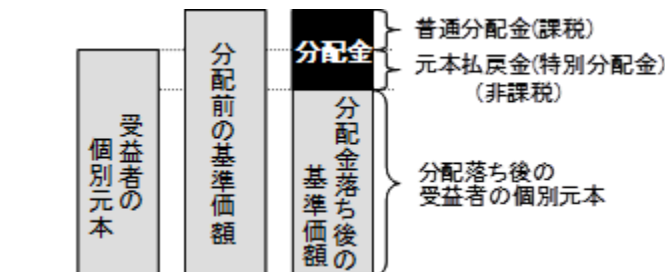 受益者の
個別元本
分配前の基準価額
分配金
分配金落ち後の
基準価額
普通分配金(課税)
元本払戻金(特別分配金)
(非課税)
分配落ち後の
受益者の個別元本